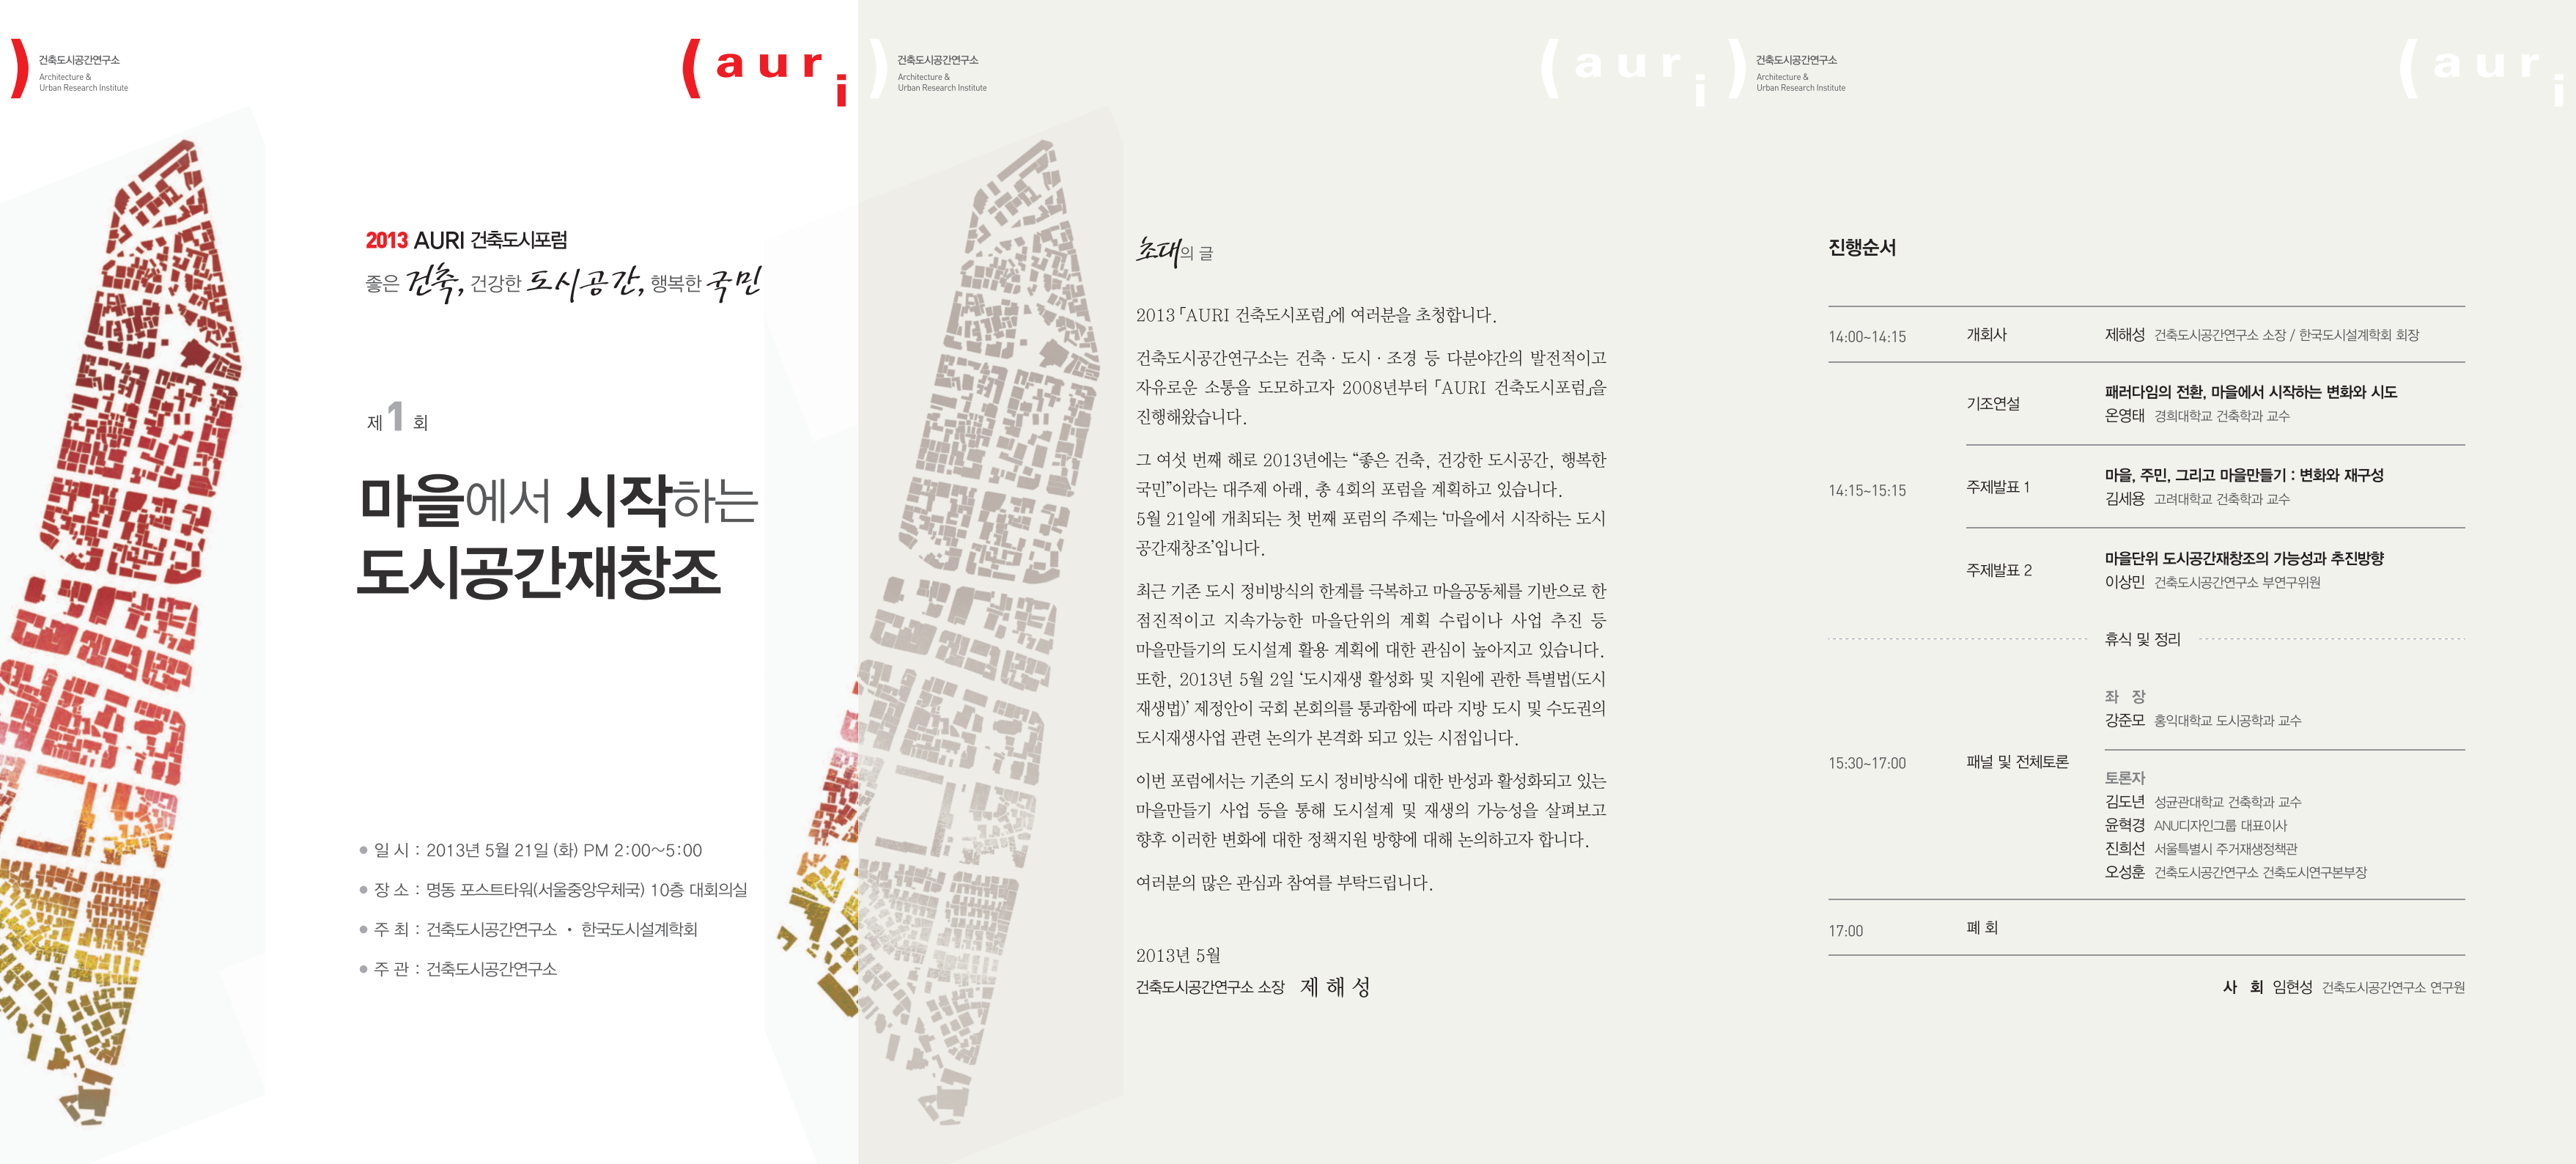 건축도시공간연구소
Architecture &
Urban Research Institute
( a u r i
2013 AURI 건축도시포럼
좋은 건축, 건강한 도시공간, 행복한 국민
제 1 회
마을에서 시작하는
도시공간재창조
● 일 시 : 2013년 5월 21일 (화) PM 2:00~5:00
● 장 소 : 명동 포스트타워(서울중앙우체국) 10층 대회의실
● 주 최 : 건축도시공간연구소 • 한국도시설계학회
● 주 관 : 건축도시공간연구소
)
건축도시공간연구소
Architecture &
Urban Research Institute
( a u r i
초대의 글
2013 「AURI 건축도시포럼」에 여러분을 초청합니다.
건축도시공간연구소는 건축 · 도시 · 조경 등 다분야간의 발전적이고
자유로운 소통을 도모하고자 2008년부터 「AURI 건축도시포럼」을
진행해왔습니다.
그 여섯 번째 해로 2013년에는 “좋은 건축, 건강한 도시공간, 행복한
국민”이라는 대주제 아래, 총 4회의 포럼을 계획하고 있습니다.
5월 21일에 개최되는 첫 번째 포럼의 주제는 ‘마을에서 시작하는 도시
공간재창조’입니다.
최근 기존 도시 정비방식의 한계를 극복하고 마을공동체를 기반으로 한
점진적이고 지속가능한 마을단위의 계획 수립이나 사업 추진 등
마을만들기의 도시설계 활용 계획에 대한 관심이 높아지고 있습니다.
또한, 2013년 5월 2일 ‘도시재생 활성화 및 지원에 관한 특별법(도시
재생법)’ 제정안이 국회 본회의를 통과함에 따라 지방 도시 및 수도권의
도시재생사업 관련 논의가 본격화 되고 있는 시점입니다.
이번 포럼에서는 기존의 도시 정비방식에 대한 반성과 활성화되고 있는
마을만들기 사업 등을 통해 도시설계 및 재생의 가능성을 살펴보고
향후 이러한 변화에 대한 정책지원 방향에 대해 논의하고자 합니다.
여러분의 많은 관심과 참여를 부탁드립니다.
2013년 5월
건축도시공간연구소 소장 제 해 성
)
건축도시공간연구소
Architecture &
Urban Research Institute
( a u r i
진행순서
14:00~14:15 개회사 제해성 건축도시공간연구소 소장 / 한국도시설계학회 회장
14:15~15:15
기조연설
패러다임의 전환, 마을에서 시작하는 변화와 시도
온영태 경희대학교 건축학과 교수
주제발표 1
마을, 주민, 그리고 마을만들기 : 변화와 재구성
김세용 고려대학교 건축학과 교수
주제발표 2
마을단위 도시공간재창조의 가능성과 추진방향
이상민 건축도시공간연구소 부연구위원
휴식 및 정리
15:30~17:00 패널 및 전체토론
좌 장
강준모 홍익대학교 도시공학과 교수
토론자
김도년 성균관대학교 건축학과 교수
윤혁경 ANU디자인그룹 대표이사
진희선 서울특별시 주거재생정책관
오성훈 건축도시공간연구소 건축도시연구본부장
17:00 폐 회
사 회 임현성 건축도시공간연구소 연구원